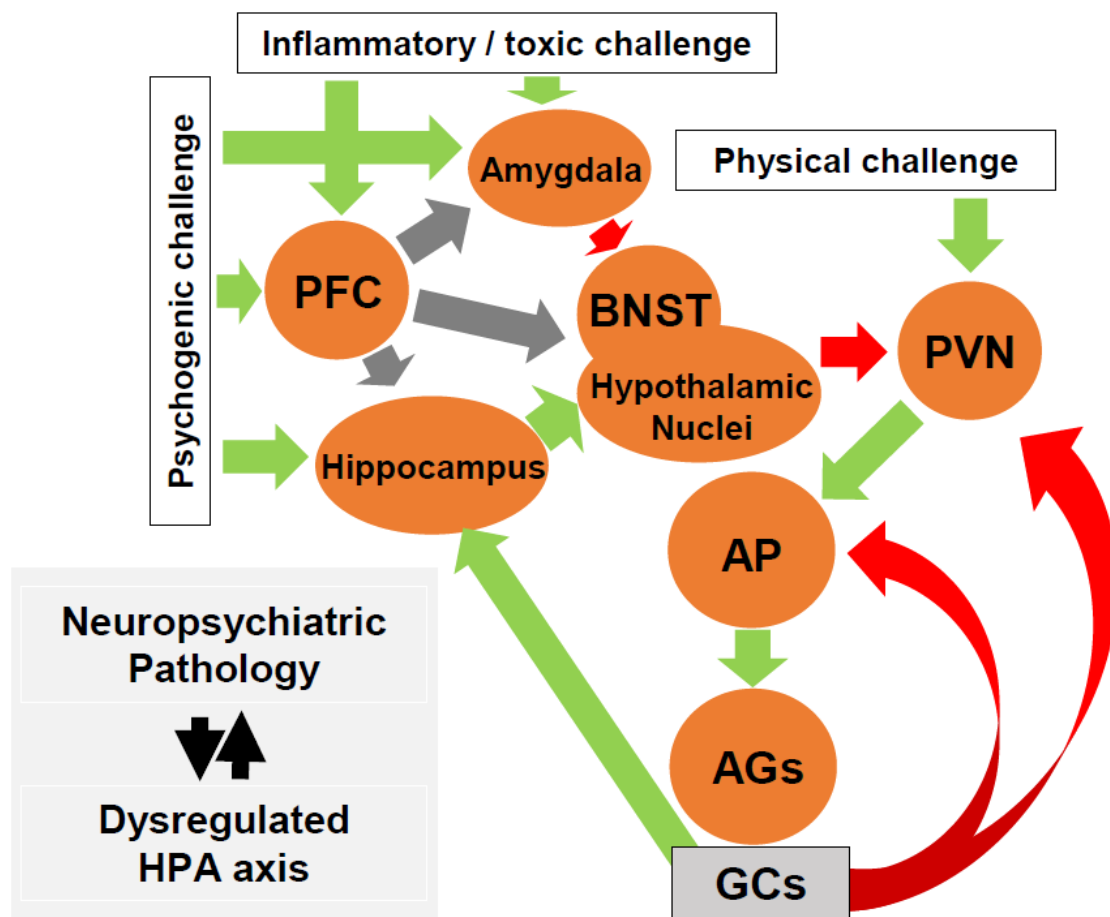 Inflammatory / toxic challenge
Psychogenic challenge
Amygdala
Physical challenge
PFC
BNST
PVN
Hypothalamic
Nuclei
Hippocampus
AP
Neuropsychiatric
Pathology
AGs
Dysregulated
HPA axis
GCs